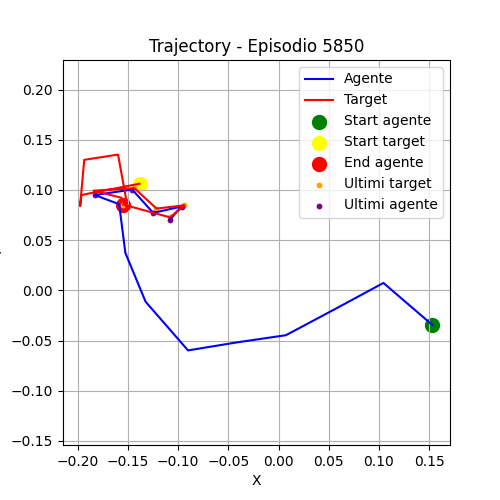 Trajectory - Episodio 5850
Agente
Target
Start agente
Start target
End agente
Ultimi target
Ultimi agente
0.20
0.15
0.10
0.05
0.00
−0.05
−0.10
−0.15
−0.20
−0.15
−0.10
−0.05
0.00
0.05
0.10
0.15
X